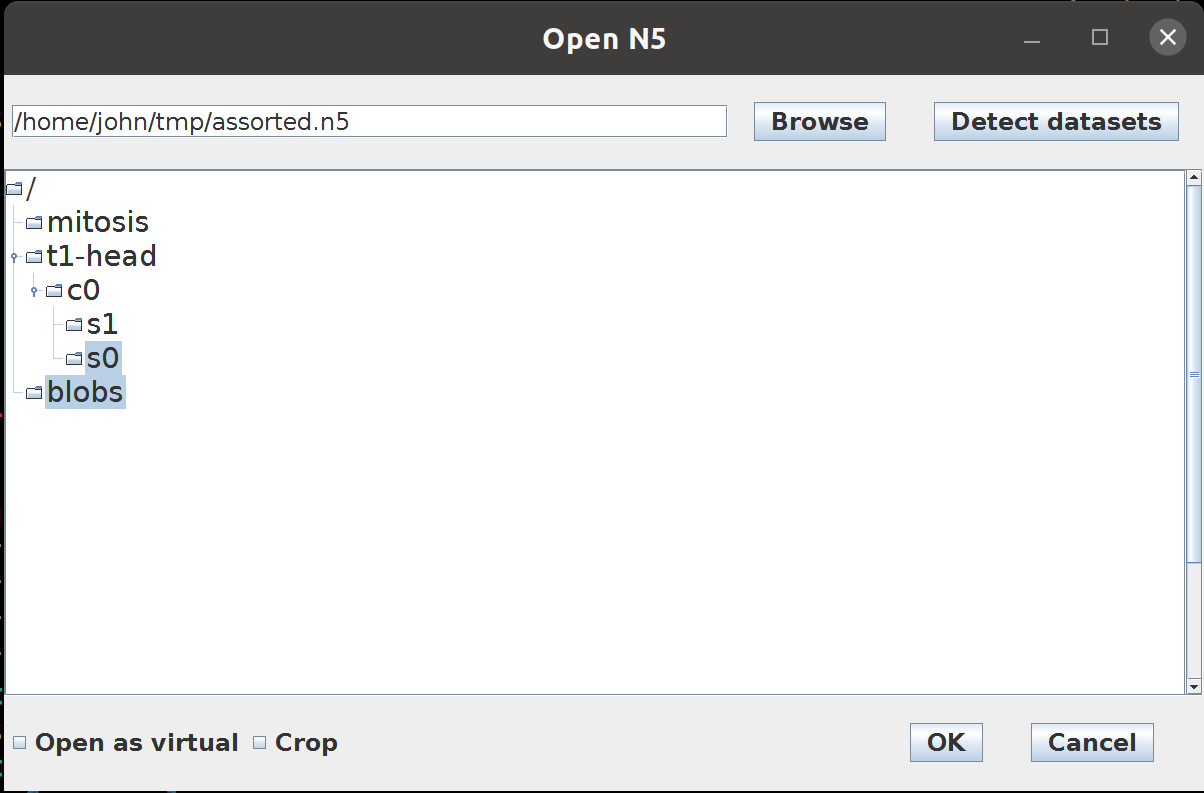 Open N5
/home/john/tmp/assorted.n5 Browse Detect datasets
/
mitosis
t1-head
c0
s1
s0
blobs
Open as virtual Crop OK Cancel